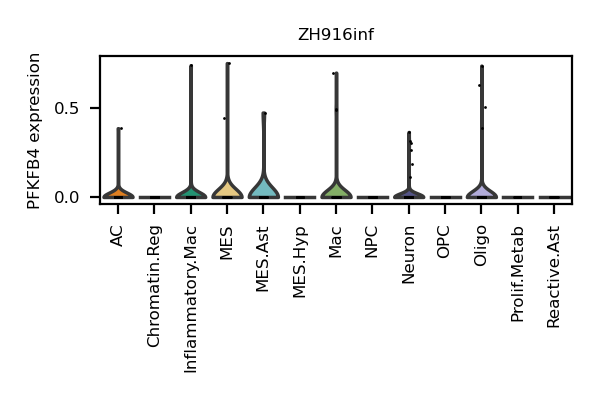 ZH916inf
PFKFB4 expression
0.5
0.0
AC
Chromatin.Reg
Inflammatory.Mac
MES
MES.Ast
MES.Hyp
Mac
NPC
Neuron
OPC
Oligo
Prolif.Metab
Reactive.Ast